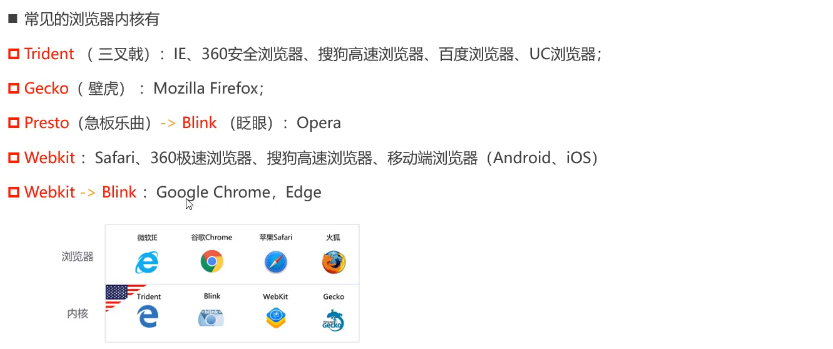 常见的浏览器内核有
Trident （ 三叉戟）：IE、360安全浏览器、搜狗高速浏览器、百度浏览器、UC浏览器；
Gecko（ 壁虎） ：Mozilla Firefox；
Presto（急板乐曲）-> Blink （眨眼）：Opera
Webkit ：Safari、360极速浏览器、搜狗高速浏览器、移动端浏览器（Android、iOS）
Webkit -> Blink ：Google Chrome，Edge
微软IE 谷歌Chrome 苹果Safari 火狐
浏览器
Trident Blink WebKit Gecko
内核
GECKO